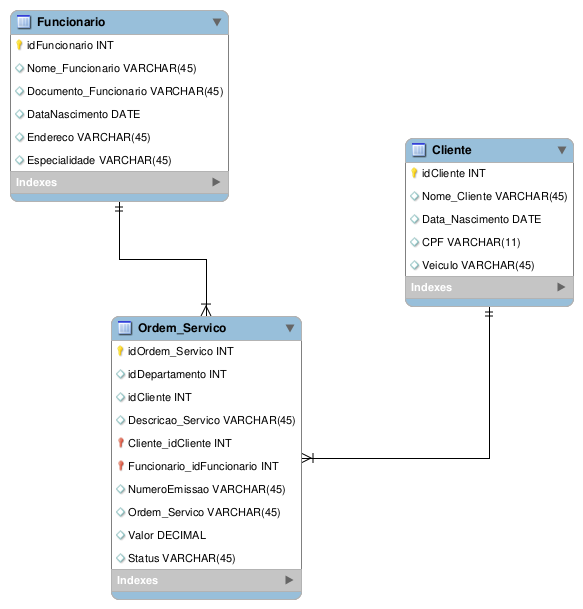 Funcionario
idFuncionario INT
Nome_Funcionario VARCHAR(45)
Documento_Funcionario VARCHAR(45)
DataNascimento DATE
Endereco VARCHAR(45)
Especialidade VARCHAR(45)
Indexes
Cliente
idCliente INT
Nome_Cliente VARCHAR(45)
Data_Nascimento DATE
CPF VARCHAR(11)
Veiculo VARCHAR(45)
Indexes
Ordem_Servico
idOrdem_Servico INT
idDepartamento INT
idCliente INT
Descricao_Servico VARCHAR(45)
Cliente_idCliente INT
Funcionario_idFuncionario INT
NumeroEmissao VARCHAR(45)
Ordem_Servico VARCHAR(45)
Valor DECIMAL
Status VARCHAR(45)
Indexes